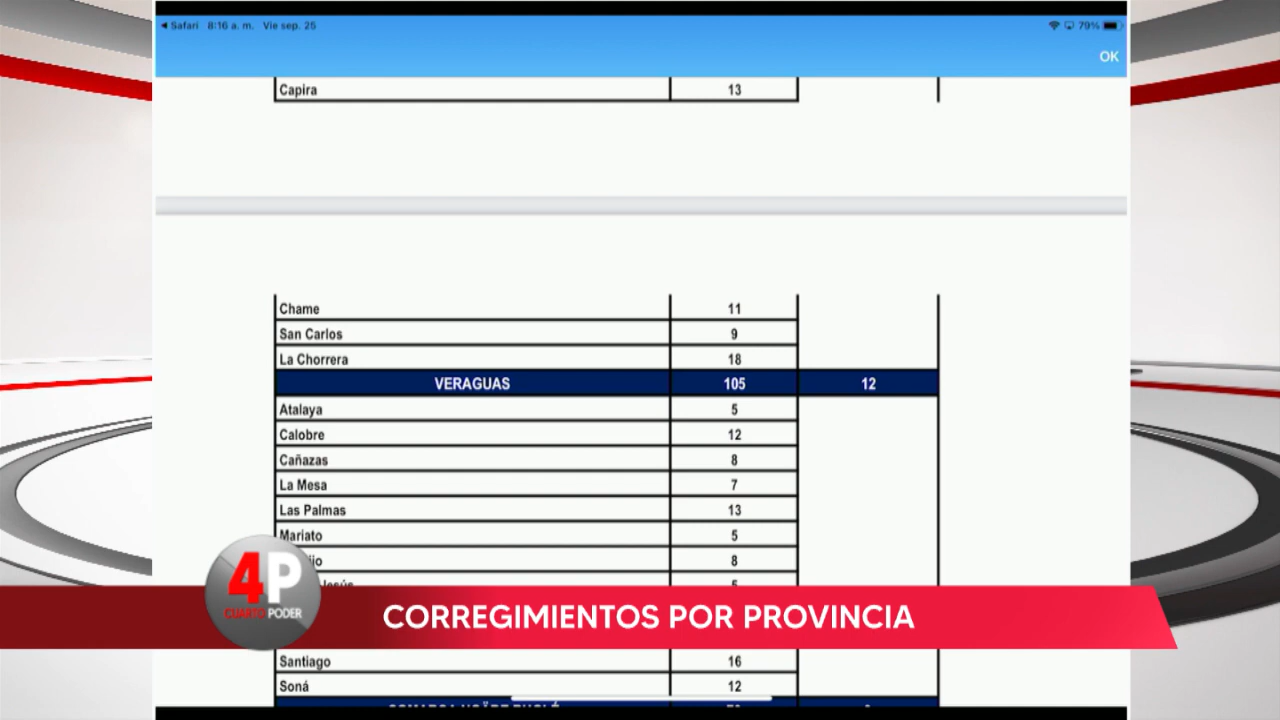 Safari 8:16 a. m. Vie sep. 25 79%
OK
Capira 13
Chame 11
San Carlos 9
La Chorrera 18
VERAGUAS 105 12
Atalaya 5
Calobre 12
Cañazas 8
La Mesa 7
Las Palmas 13
Mariato 5
8
Jesús 5
4P
CUARTO PODER
CORREGIMIENTOS POR PROVINCIA
Santiago 16
Soná 12